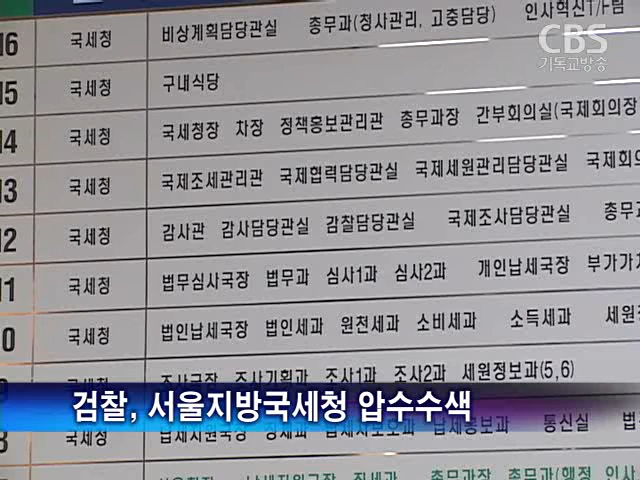 CBS
기독교방송
16 국세청 비상계획담당관실 총무과(청사관리, 고충담당)
15 국세청 구내식당
14 국세청 국세청장 차장 정책홍보관리관 총무과장 간부회의실(국제회의장
13 국세청 국제조세관리관 국제협력담당관실 국제세원관리담당관실 국제회
12 국세청 감사관 감사담당관실 감찰담당관실 국제조사담당관실 총무과
11 국세청 법무심사국장 법무과 심사1과 심사2과 개인납세국장 부가가치
0 국세청 법인납세국장 법인세과 원천세과 소비세과 소득세과 세원
9 국세청 조사국장 조사기획과 조사1과 조사2과 세원정보과(5,6)
검찰, 서울지방국세청 압수수색
8 국세청 통신실
총무과장 총무과(행정 인사